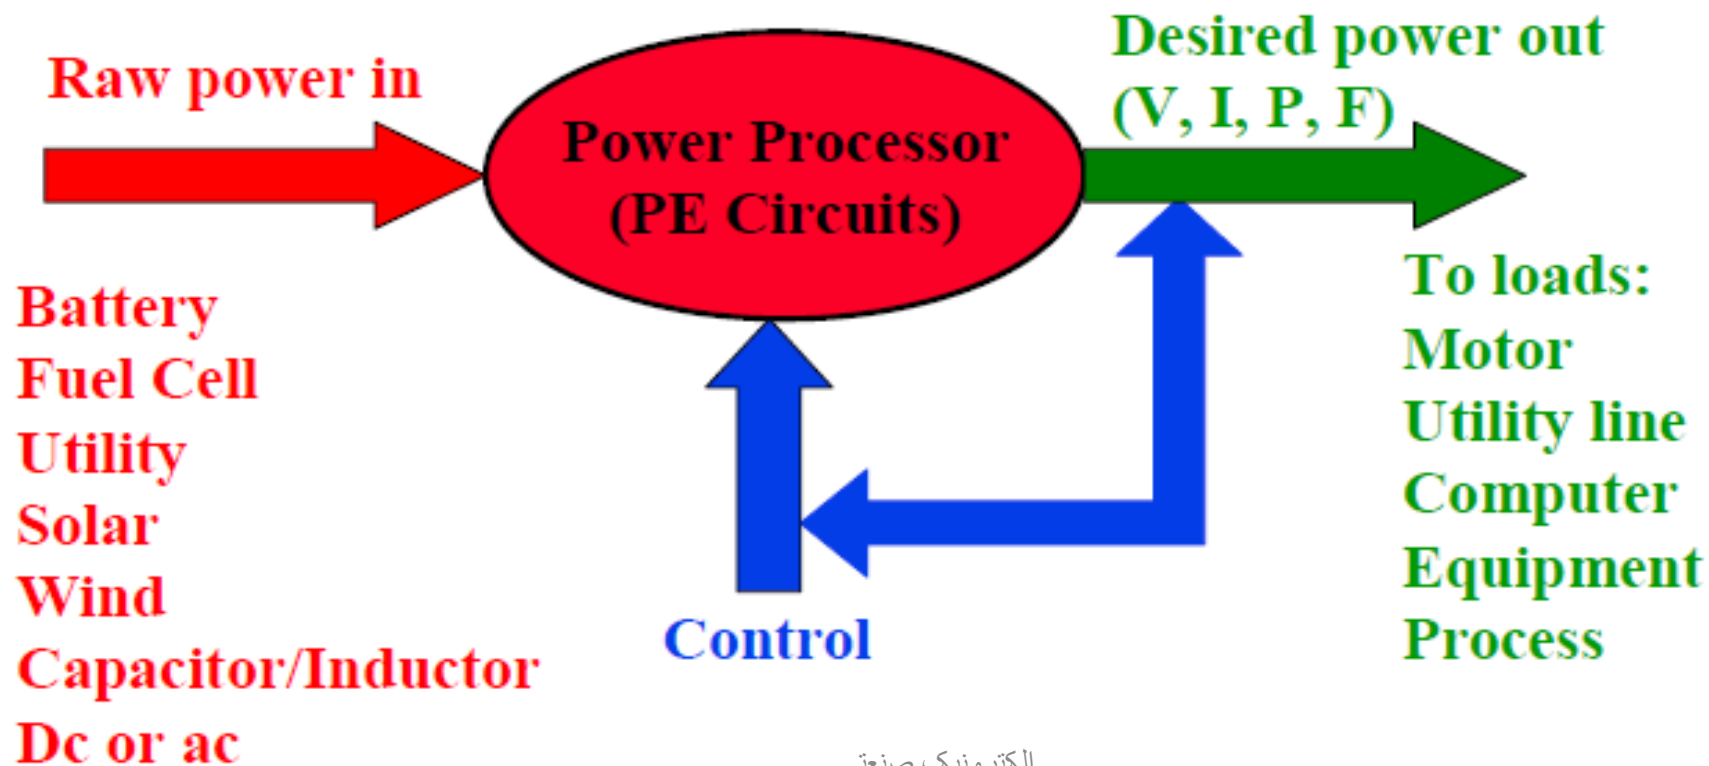 Raw power in
Desired power out
(V, I, P, F)
Power Processor
(PE Circuits)
Battery
Fuel Cell
Utility
Solar
Wind
Capacitor/Inductor
Dc or ac
Control
To loads:
Motor
Utility line
Computer
Equipment
Process